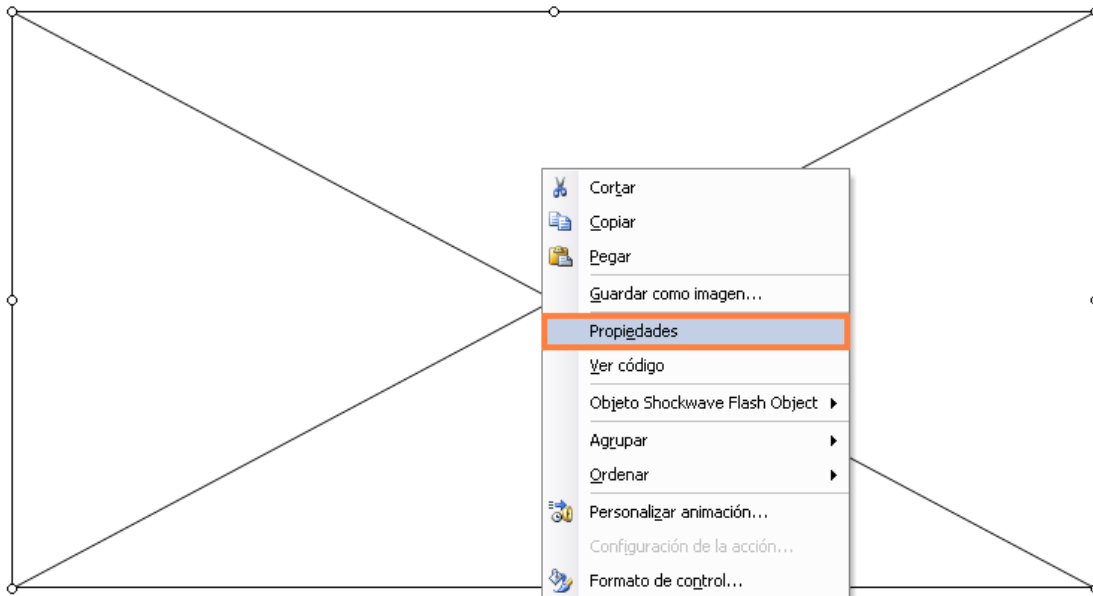 Cortar
Copiar
Pegar
Guardar como imagen...
Propiedades
Ver código
Objeto Shockwave Flash Object
Agrupar
Ordenar
Personalizar animación...
Configuración de la acción...
Formato de control...